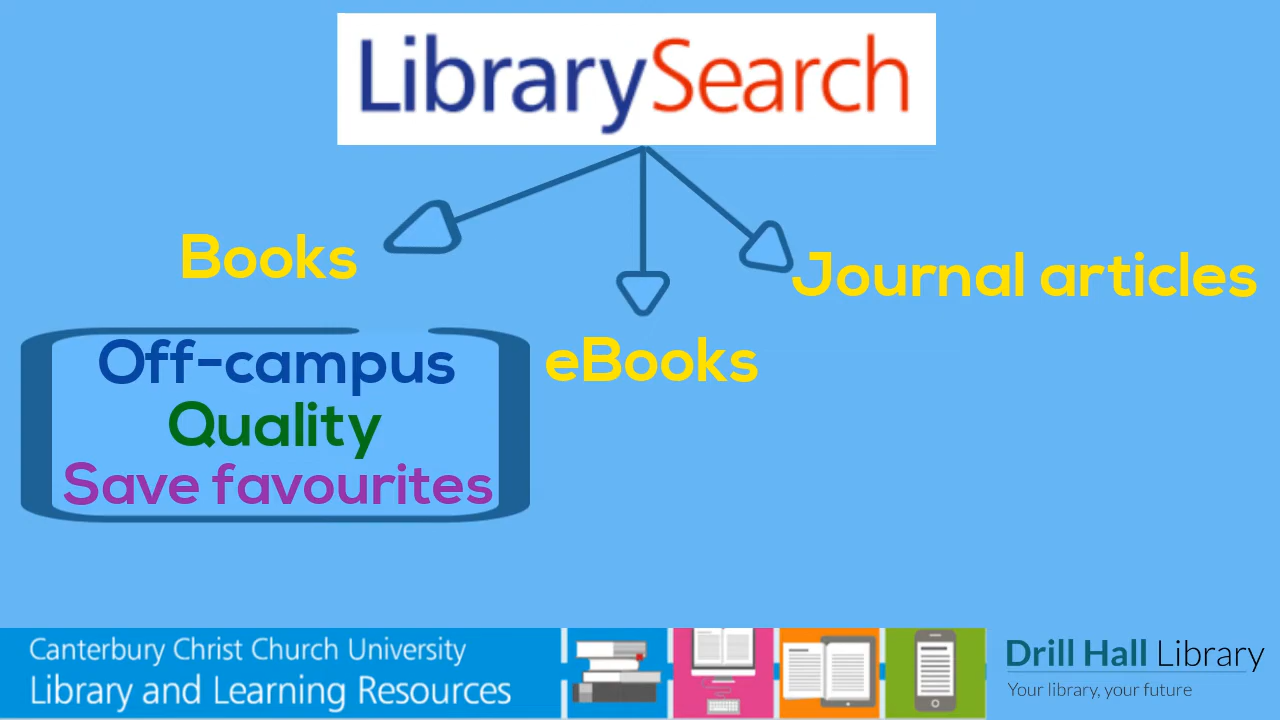 LibrarySearch
Books
Journal articles
eBooks
Off-campus
Quality
Save favourites
Canterbury Christ Church University
Library and Learning Resources
Drill Hall Library
Your library, your future